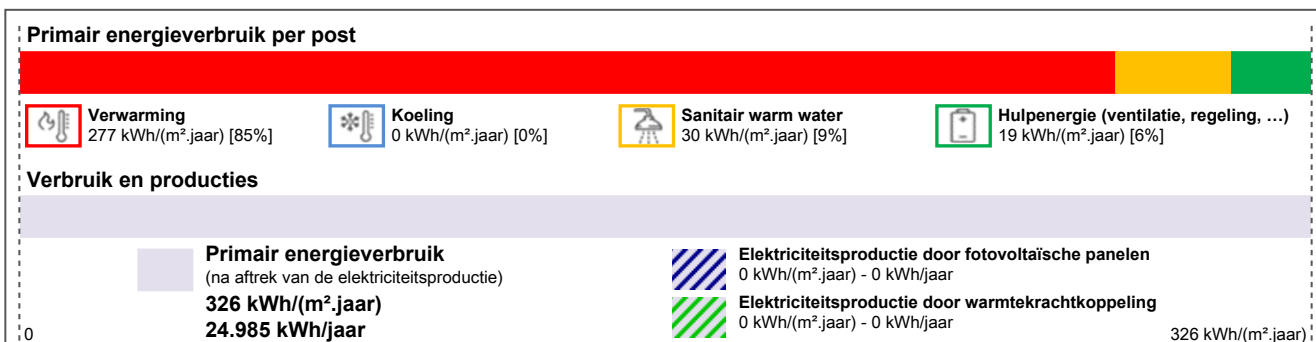 Primair energieverbruik per post
Verwarming
277 kWh/(m².jaar) [85%]
Koeling
0 kWh/(m².jaar) [0%]
Sanitair warm water
30 kWh/(m².jaar) [9%]
Hulpenergie (ventilatie, regeling, …)
19 kWh/(m².jaar) [6%]
Verbruik en producties
Primair energieverbruik
(na aftrek van de elektriciteitsproductie)
326 kWh/(m².jaar)
24.985 kWh/jaar
Elektriciteitsproductie door fotovoltaïsche panelen
0 kWh/(m².jaar) - 0 kWh/jaar
Elektriciteitsproductie door warmtekrachtkoppeling
0 kWh/(m².jaar) - 0 kWh/jaar
0
326 kWh/(m².jaar)